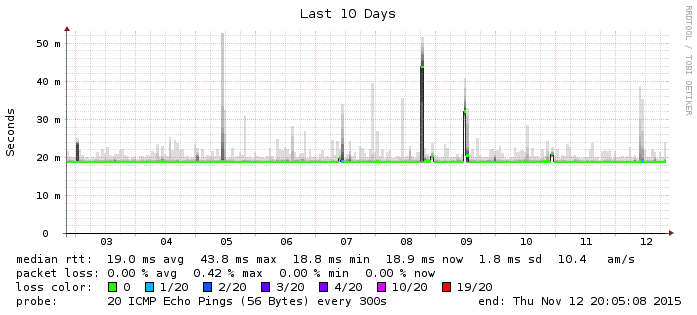 Last 10 Days
RRDTOOL / TOBI OETIKER
Seconds
50 m
40 m
30 m
20 m
10 m
0
03 04 05 06 07 08 09 10 11 12
median rtt: 19.0 ms avg 43.8 ms max 18.8 ms min 18.9 ms now 1.8 ms sd 10.4 am/s
packet loss: 0.00 % avg 0.42 % max 0.00 % min 0.00 % now
loss color: 0 1/20 2/20 3/20 4/20 10/20 19/20
probe: 20 ICMP Echo Pings (56 Bytes) every 300s end: Thu Nov 12 20:05:08 2015